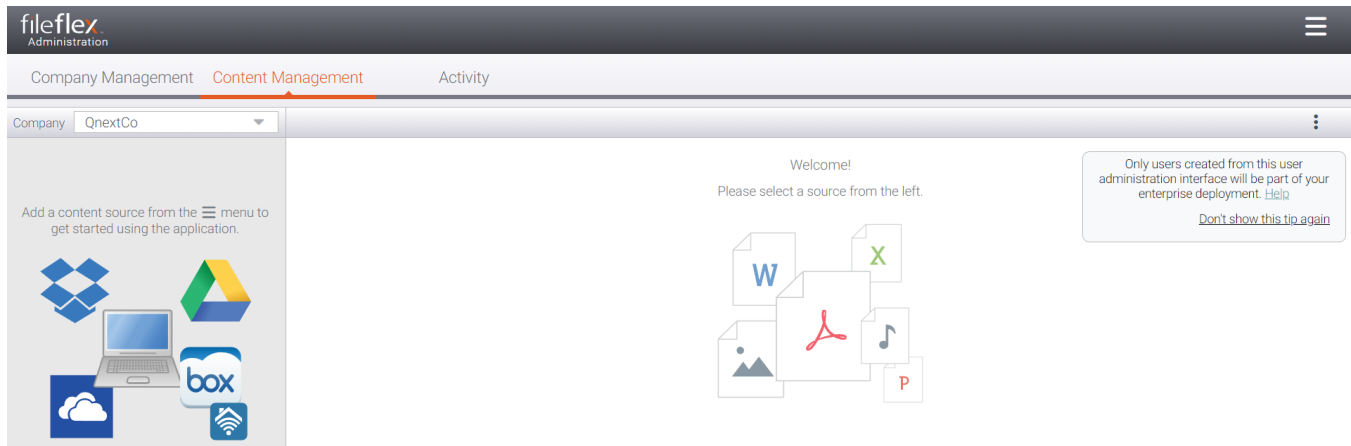 fileflex
Administration
Company Management Content Management Activity
Company QnextCo
Welcome!
Please select a source from the left.
Only users created from this user
administration interface will be part of your
enterprise deployment. Help
Don't show this tip again
Add a content source from the ☰ menu to
get started using the application.
W
X
box
P